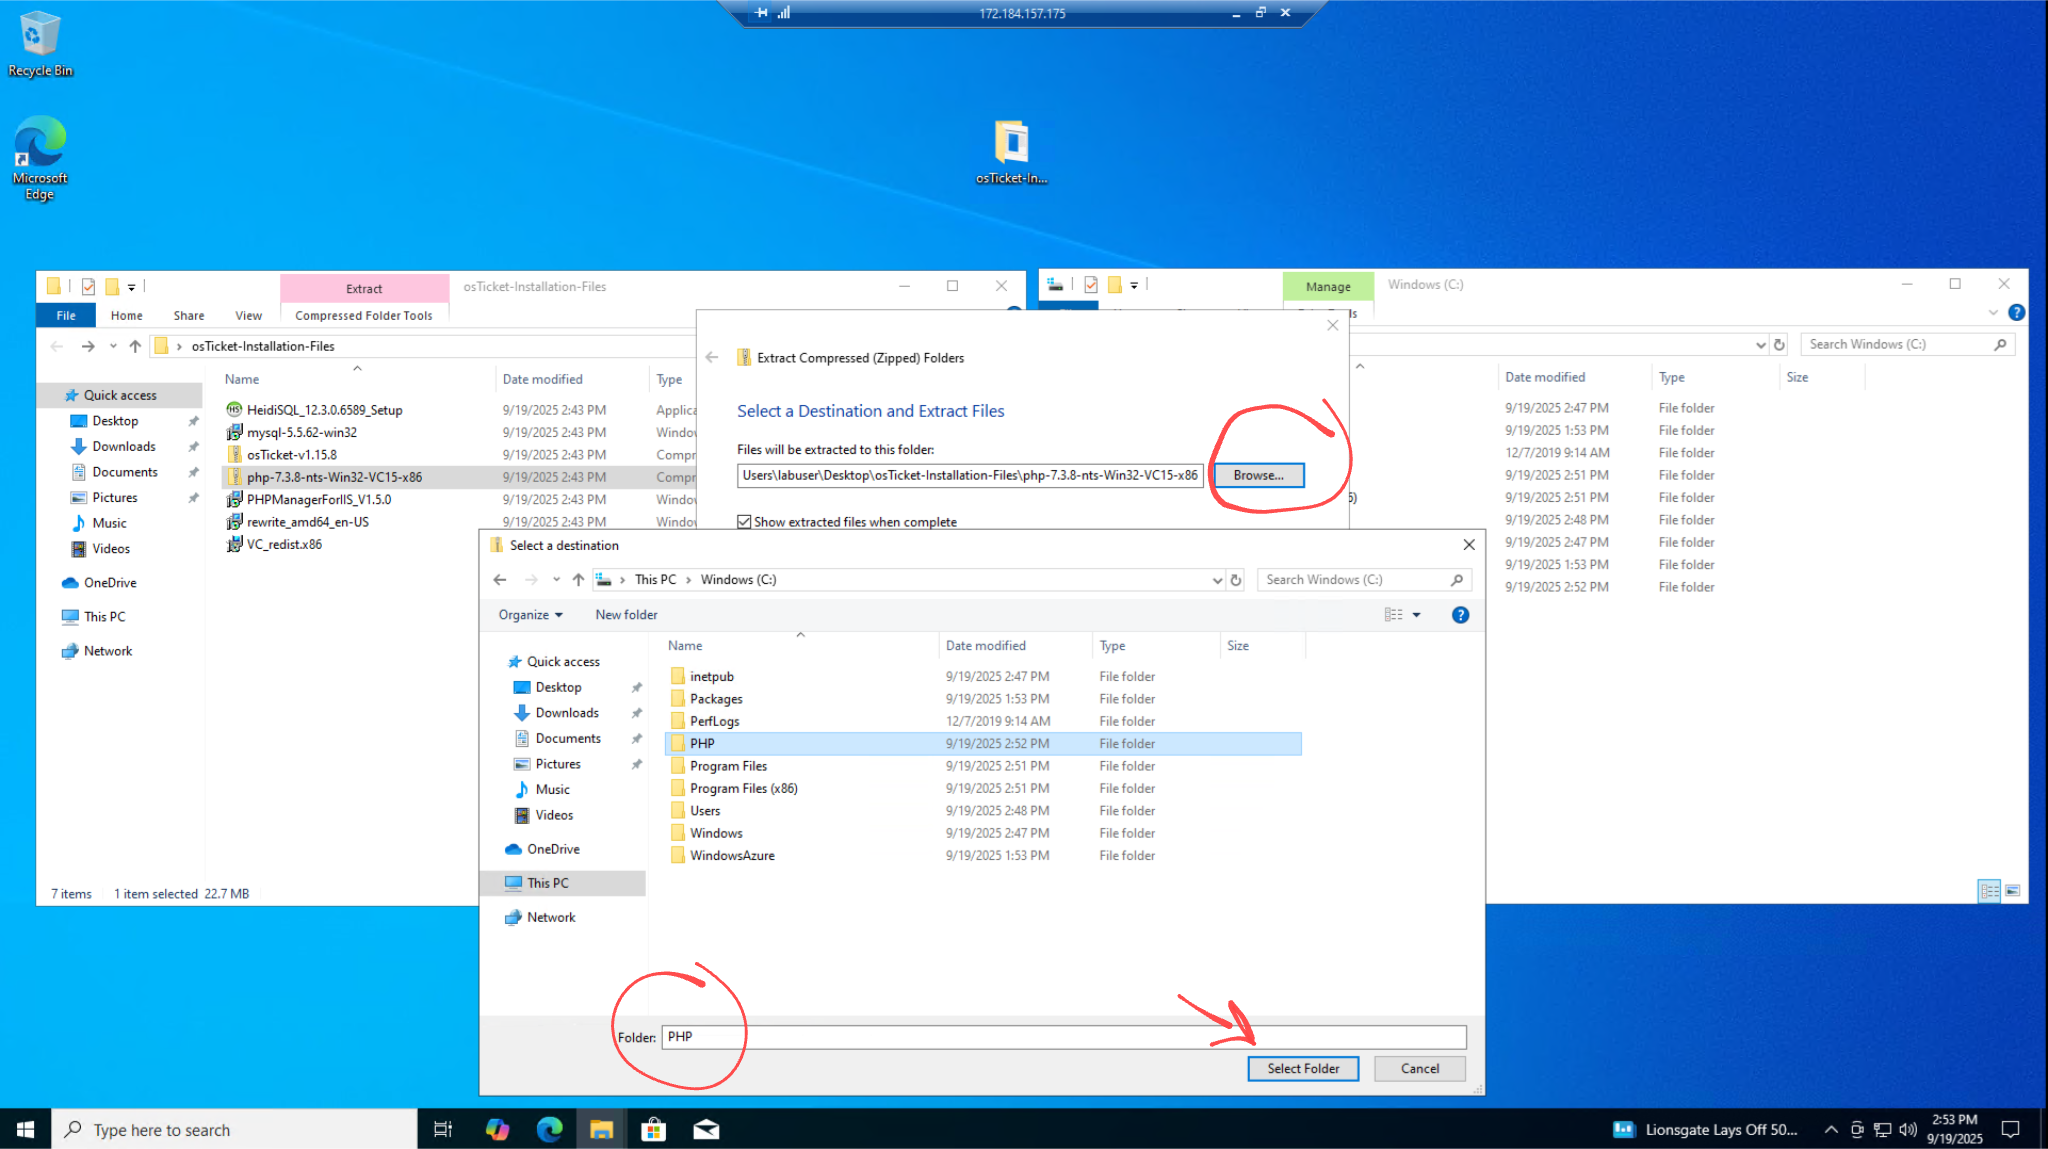 172.184.157.175
Recycle Bin
Microsoft
Edge
osTicket-In...
Extract
osTicket-Installation-Files
File
Home
Share
View
Compressed Folder Tools
osTicket-Installation-Files
Name
Date modified
Type
Quick access
Desktop
Downloads
Documents
Pictures
Music
Videos
OneDrive
This PC
Network
HeidiSQL_12.3.0.6589_Setup 9/19/2025 2:43 PM Applica
mysql-5.5.62-win32 9/19/2025 2:43 PM Windo
osTicket-v1.15.8 9/19/2025 2:43 PM Compr
php-7.3.8-nts-Win32-VC15-x86 9/19/2025 2:43 PM Compr
PHPManagerForIIS_V1.5.0 9/19/2025 2:43 PM Windo
rewrite_amd64_en-US 9/19/2025 2:43 PM Windo
VC_redist.x86
7 items 1 item selected 22.7 MB
Manage
Windows (C:)
Search Windows (C:)
Date modified
Type
Size
9/19/2025 2:47 PM File folder
9/19/2025 1:53 PM File folder
12/7/2019 9:14 AM File folder
9/19/2025 2:51 PM File folder
9/19/2025 2:51 PM File folder
9/19/2025 2:48 PM File folder
9/19/2025 2:47 PM File folder
9/19/2025 1:53 PM File folder
9/19/2025 2:52 PM File folder
Extract Compressed (Zipped) Folders
Select a Destination and Extract Files
Files will be extracted to this folder:
Users\labuser\Desktop\osTicket-Installation-Files\php-7.3.8-nts-Win32-VC15-x86
Browse...
Show extracted files when complete
Select a destination
This PC > Windows (C:)
Search Windows (C:)
Organize
New folder
Name
Date modified
Type
Size
Quick access
Desktop
Downloads
Documents
Pictures
Music
Videos
OneDrive
This PC
Network
inetpub 9/19/2025 2:47 PM File folder
Packages 9/19/2025 1:53 PM File folder
PerfLogs 12/7/2019 9:14 AM File folder
PHP 9/19/2025 2:52 PM File folder
Program Files 9/19/2025 2:51 PM File folder
Program Files (x86) 9/19/2025 2:51 PM File folder
Users 9/19/2025 2:48 PM File folder
Windows 9/19/2025 2:47 PM File folder
WindowsAzure 9/19/2025 1:53 PM File folder
Folder: PHP
Select Folder
Cancel
Type here to search
Lionsgate Lays Off 50...
2:53 PM
9/19/2025